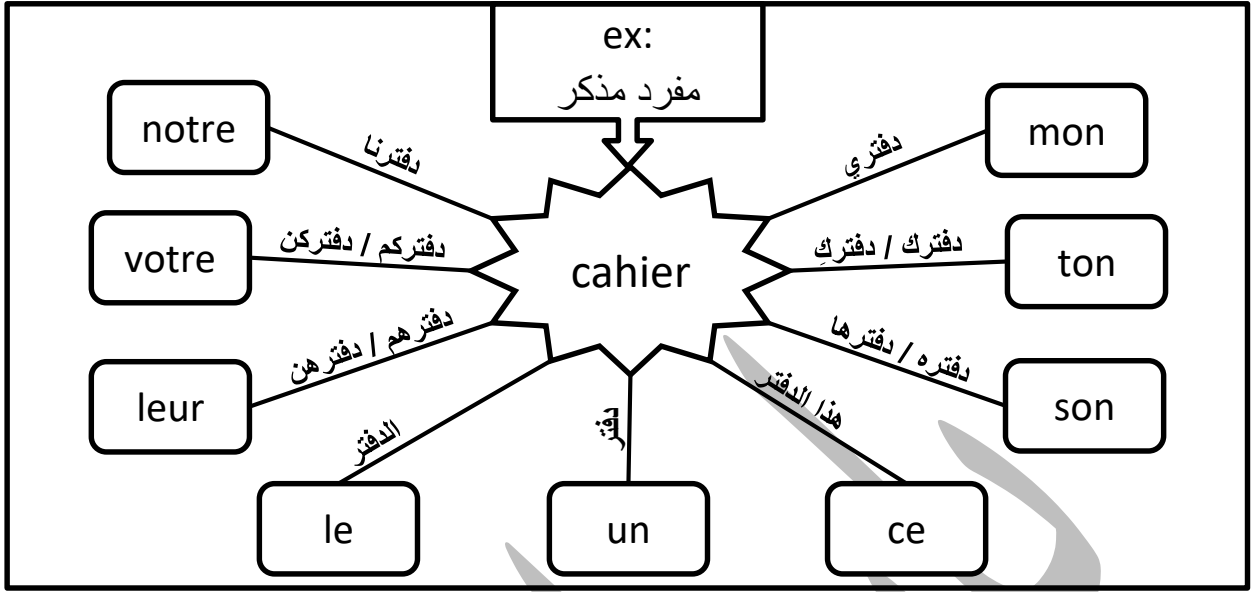 ex:
مفرد مذكر
notre
دفترنا
دفتري
mon
votre
دفتركم / دفتركن
cahier
دفترك / دفتركِ
ton
leur
دفترهم / دفترهن
دفتره / دفترها
son
الدفتر
دفتر
هذا الدفتر
le
un
ce